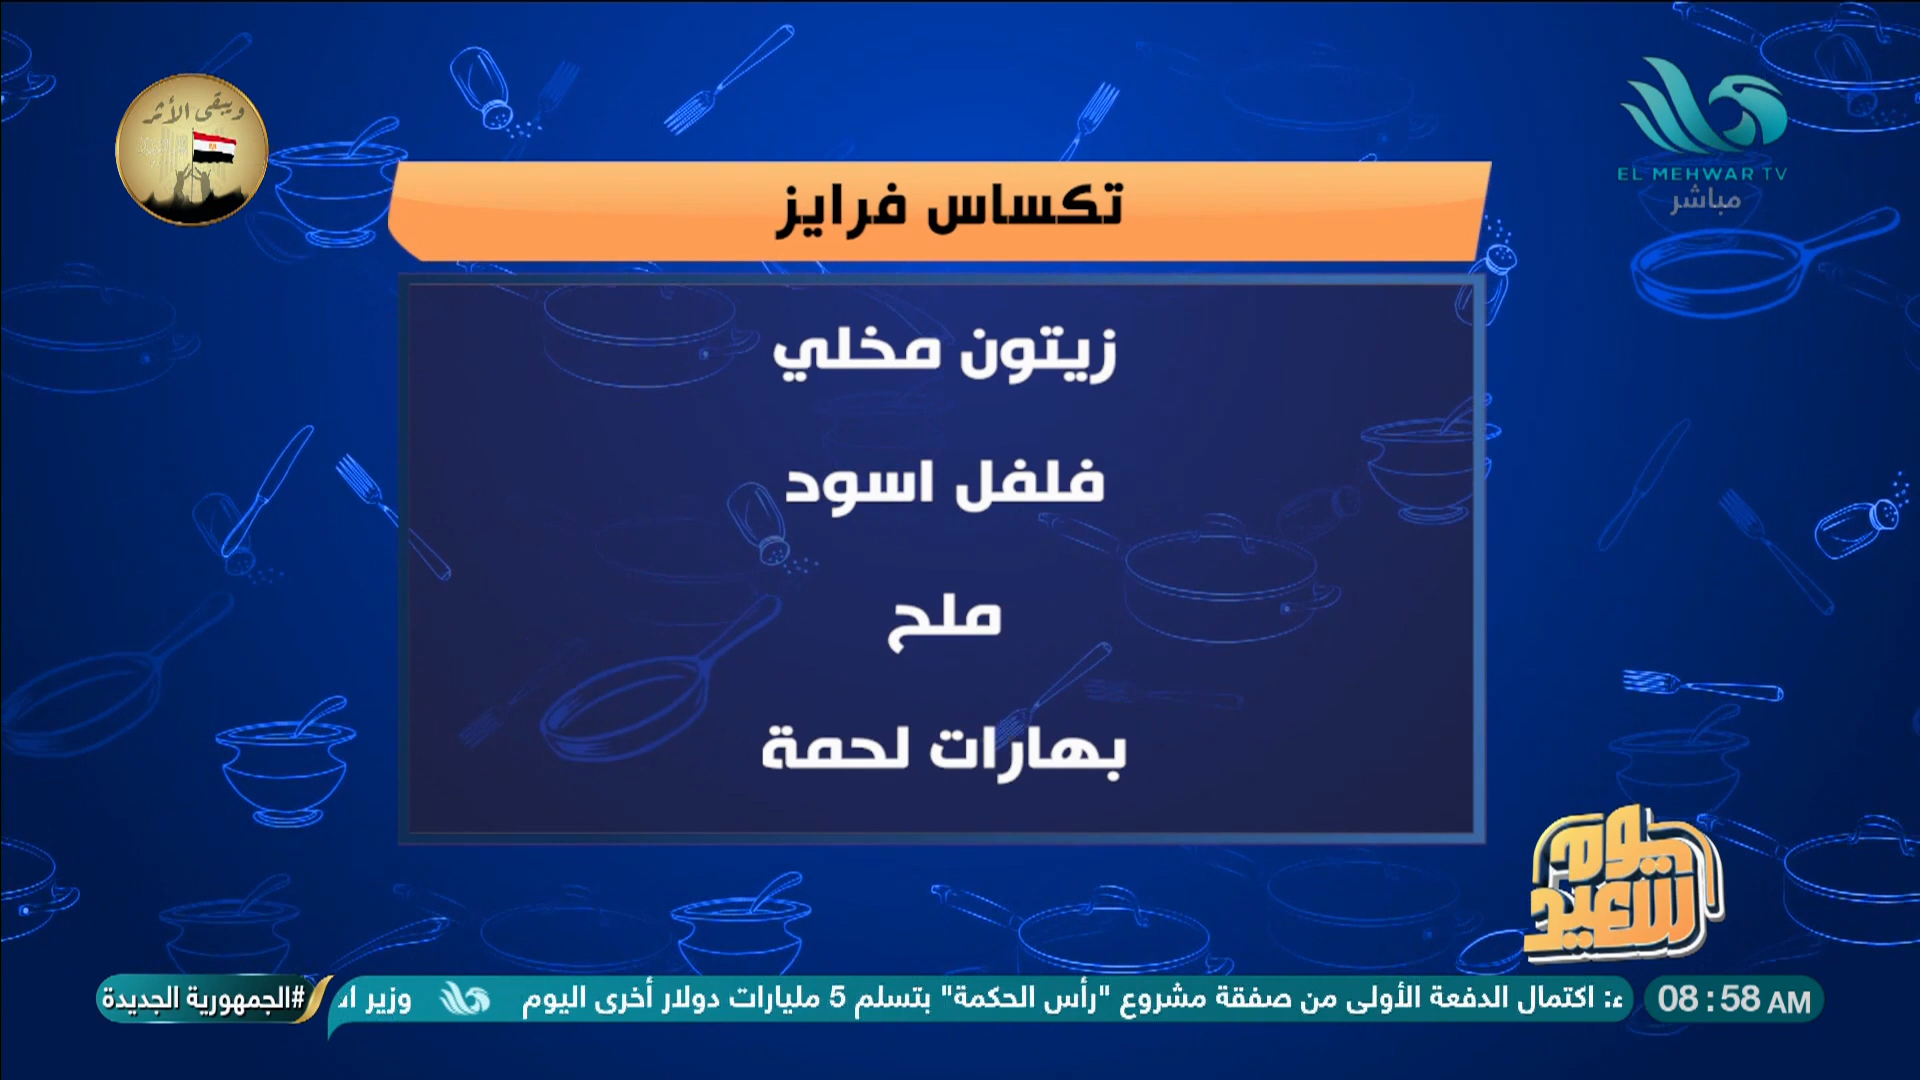 ويبقى الأثر
EL MEHWAR TV
مباشر
تكساس فرايز
زيتون مخلي
فلفل اسود
ملح
بهارات لحمة
يوم سعيد
ء: اكتمال الدفعة الأولى من صفقة مشروع "رأس الحكمة" بتسلم 5 مليارات دولار أخرى اليوم
وزير ا
#الجمهورية الجديدة
08:58 AM